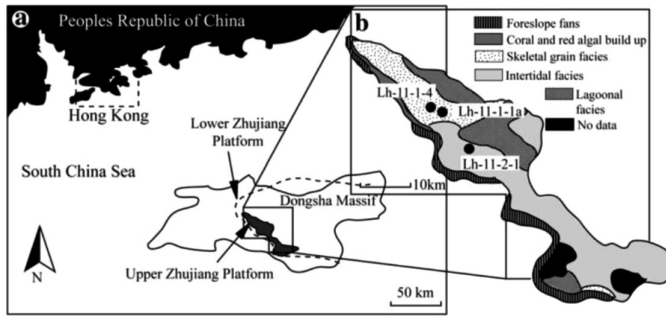 a
Peoples Republic of China
Hong Kong
Lower Zhujiang
Platform
South China Sea
Dongsha Massif
N
Upper Zhujiang Platform
50 km
b
Foreslope fans
Coral and red algal build up
Skeletal grain facies
Intertidal facies
Lagoonal
facies
No data
Lh-11-1-4
Lh-11-1-1a
Lh-11-2-1
10km